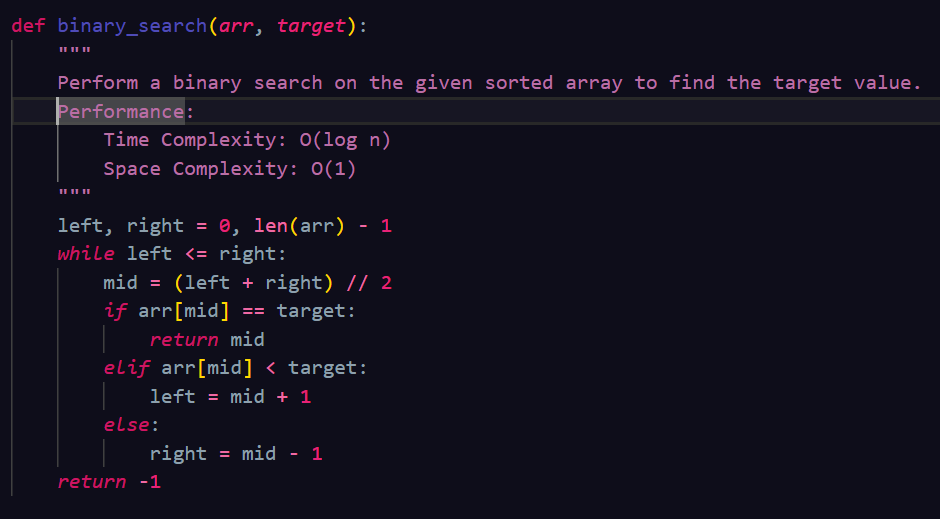 def binary_search(arr, target):
    """
    Perform a binary search on the given sorted array to find the target value.
    Performance:
        Time Complexity: O(log n)
        Space Complexity: O(1)
    """
    left, right = 0, len(arr) - 1
    while left <= right:
        mid = (left + right) // 2
        if arr[mid] == target:
            return mid
        elif arr[mid] < target:
            left = mid + 1
        else:
            right = mid - 1
    return -1